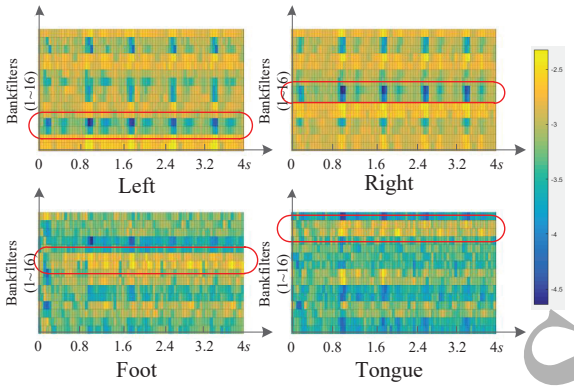 Bankfilters
(1~16)
0 0.8 1.6 2.4 3.2 4s
Left
Bankfilters
(1~16)
0 0.8 1.6 2.4 3.2 4s
Right
Bankfilters
(1~16)
0 0.8 1.6 2.4 3.2 4s
Foot
Bankfilters
(1~16)
0 0.8 1.6 2.4 3.2 4s
Tongue
-2.5
-3
-3.5
-4
-4.5